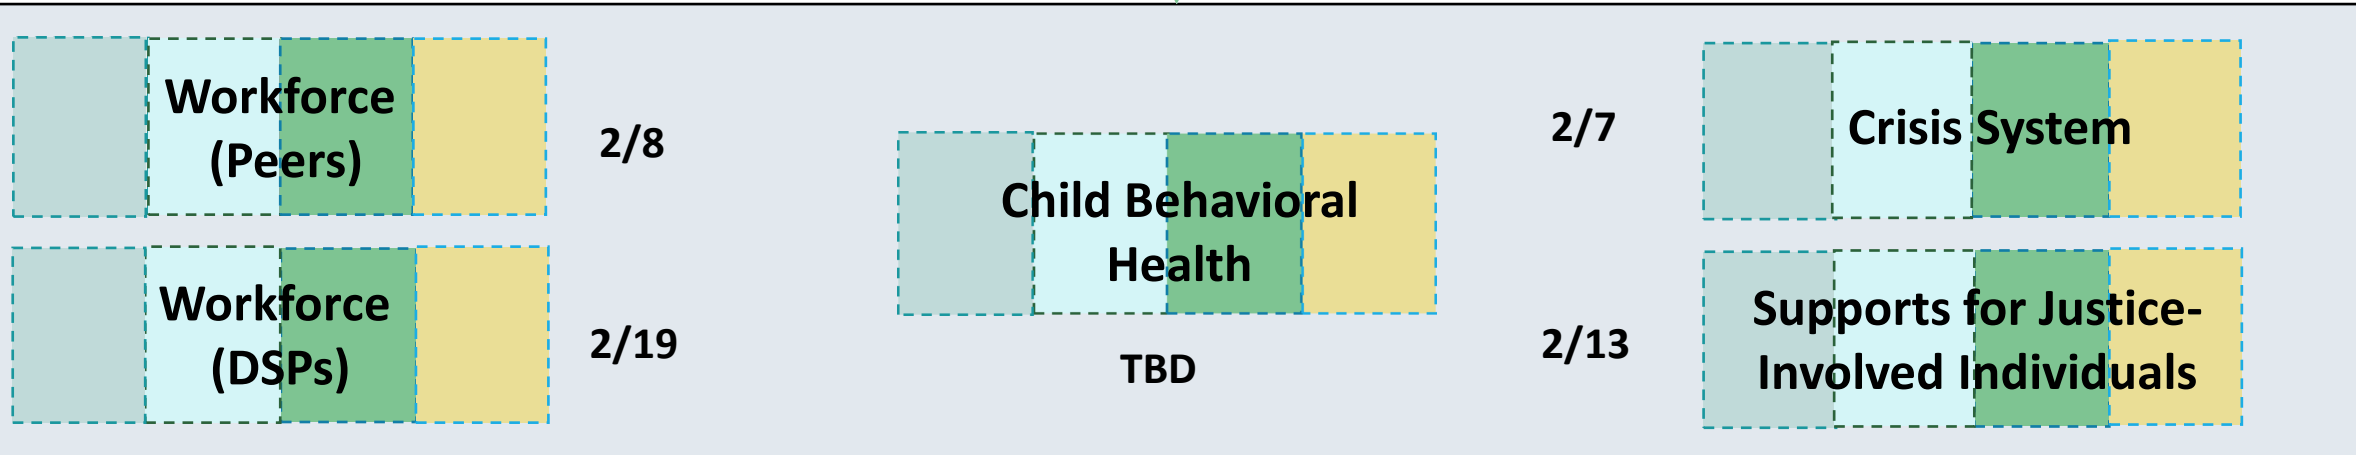 Workforce
(Peers)
2/8
Workforce
(DSPs)
2/19
Child Behavioral
Health
TBD
2/7
Crisis System
2/13
Supports for Justice-
Involved Individuals